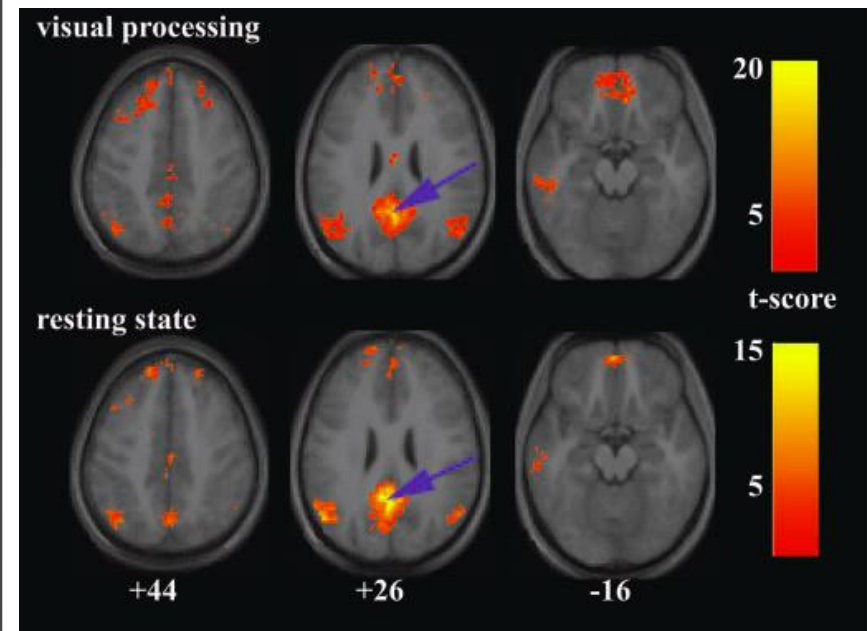 visual processing
20
5
t-score
resting state
15
5
+44 +26 -16